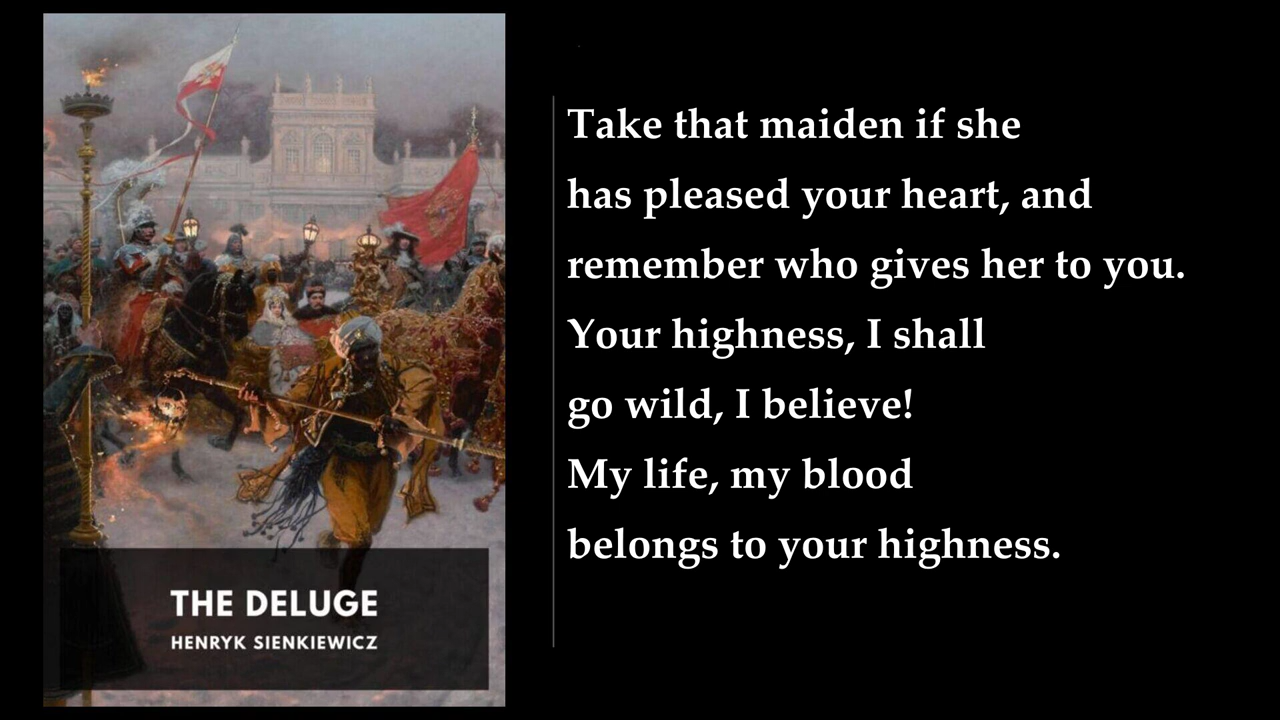 THE DELUGE
HENRYK SIENKIEWICZ
Take that maiden if she
has pleased your heart, and
remember who gives her to you.
Your highness, I shall
go wild, I believe!
My life, my blood
belongs to your highness.